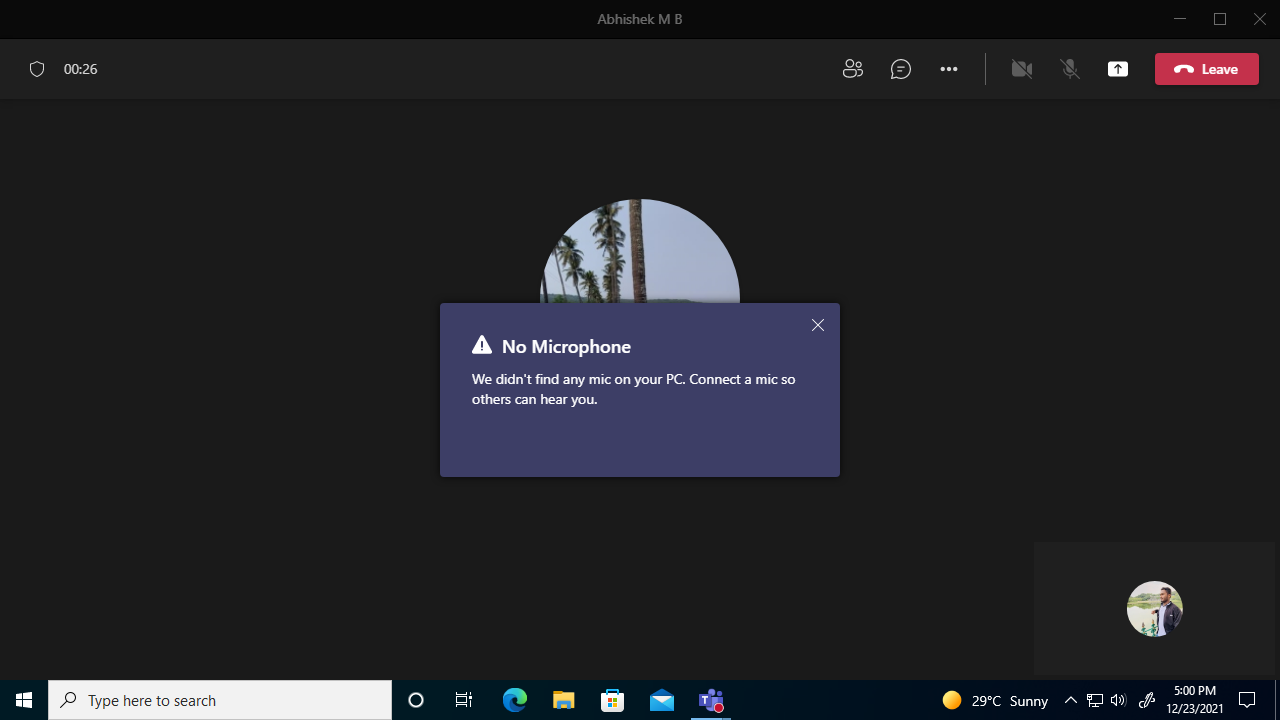 Abhishek M B
00:26
Leave
No Microphone
We didn't find any mic on your PC. Connect a mic so
others can hear you.
Type here to search
T
29°C Sunny
5:00 PM
12/23/2021